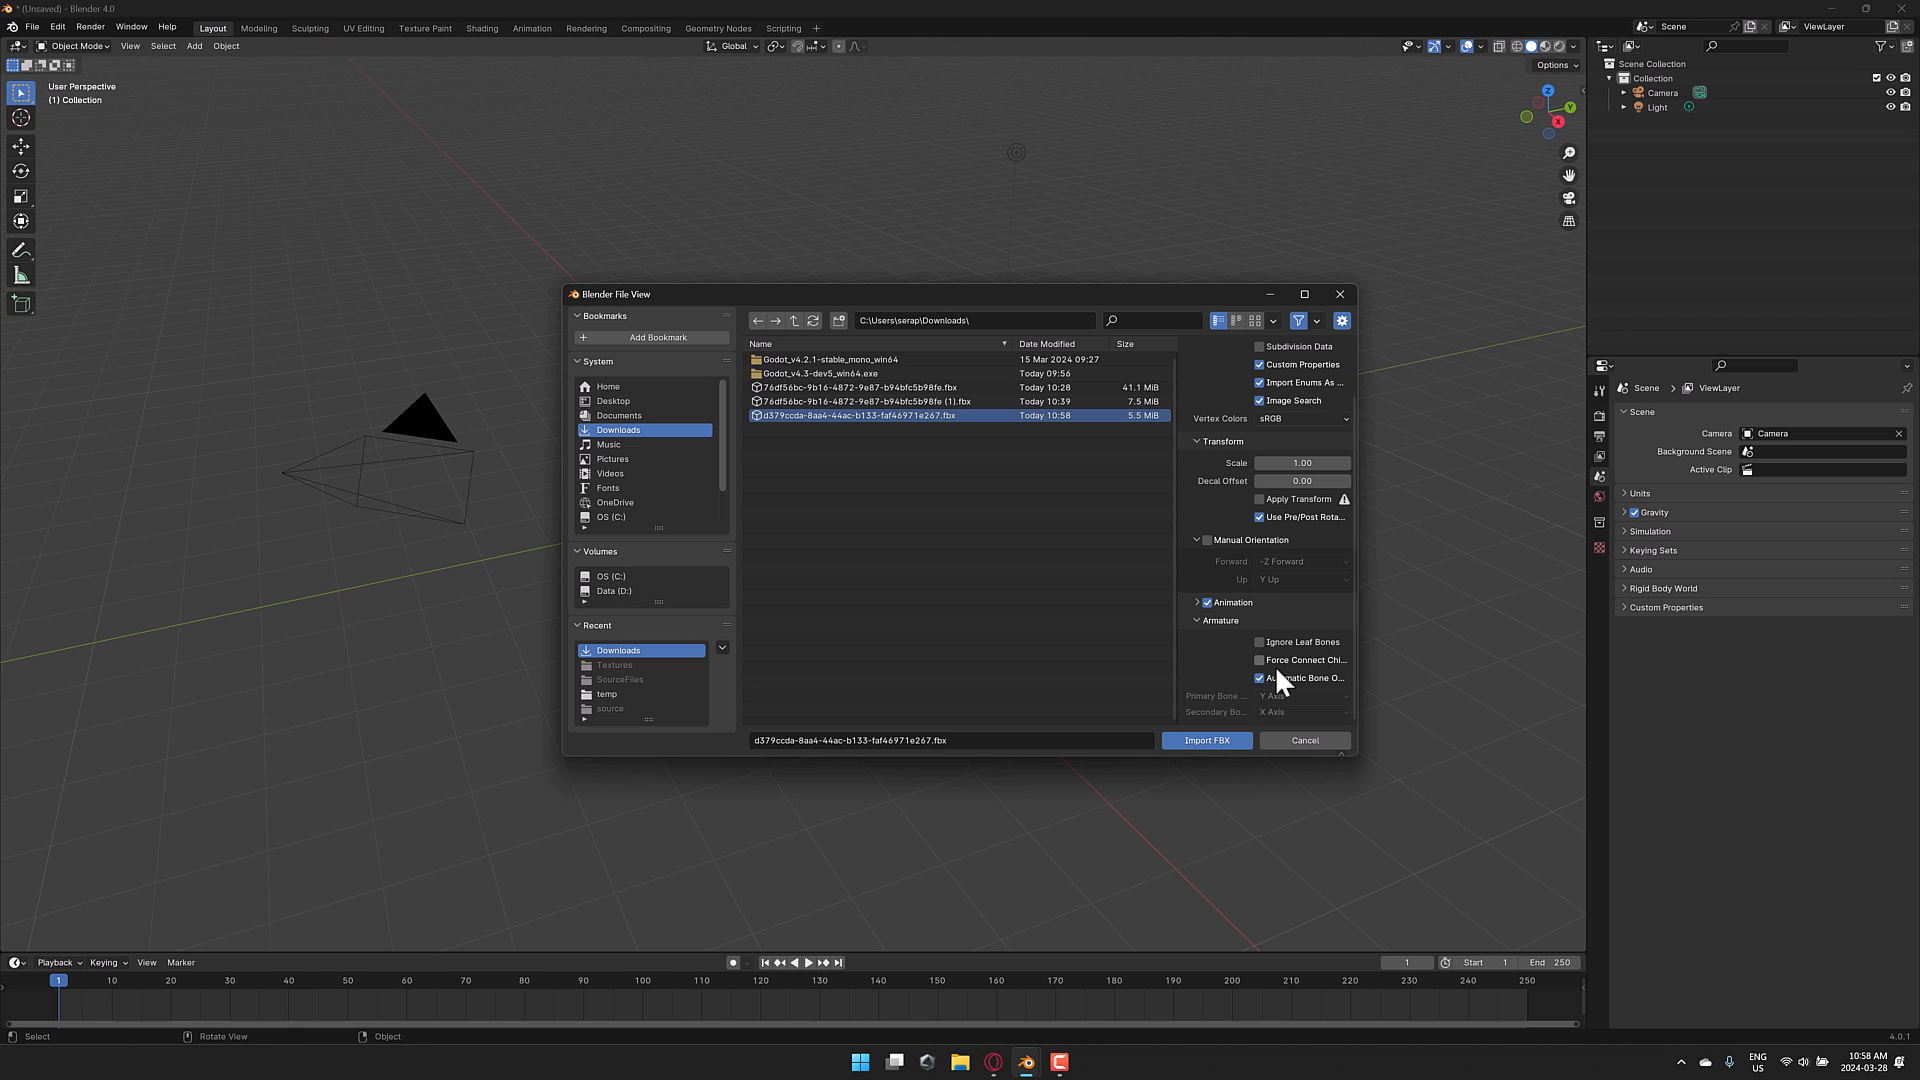 * (Unsaved) - Blender 4.0
File Edit Render Window Help Layout Modeling Sculpting UV Editing Texture Paint Shading Animation Rendering Compositing Geometry Nodes Scripting + Scene ViewLayer
Object Mode View Select Add Object Global
Options
User Perspective
(1) Collection
Z
Y
X
Scene Collection
Collection
Camera
Light
Blender File View
Bookmarks
Add Bookmark
System
Home
Desktop
Documents
Downloads
Music
Pictures
Videos
Fonts
OneDrive
OS (C:)
Volumes
OS (C:)
Data (D:)
Recent
Downloads
Textures
SourceFiles
temp
source
C:\Users\serap\Downloads\
Name Date Modified Size
Godot_v4.2.1-stable_mono_win64 15 Mar 2024 09:27
Godot_v4.3-dev5_win64.exe Today 09:56
76df56bc-9b16-4872-9e87-b94bfc5b98fe.fbx Today 10:28 41.1 MiB
76df56bc-9b16-4872-9e87-b94bfc5b98fe (1).fbx Today 10:39 7.5 MiB
d379ccda-8aa4-44ac-b133-faf46971e267.fbx Today 10:58 5.5 MiB
Subdivision Data
Custom Properties
Import Enums As ...
Image Search
Vertex Colors sRGB
Transform
Scale 1.00
Decal Offset 0.00
Apply Transform
Use Pre/Post Rota...
Manual Orientation
Forward -Z Forward
Up Y Up
Animation
Armature
Ignore Leaf Bones
Force Connect Chi...
Bone O...
Primary Bone ... Y Axis
Secondary Bo... X Axis
d379ccda-8aa4-44ac-b133-faf46971e267.fbx Import FBX Cancel
Scene ViewLayer
Scene
Camera Camera
Background Scene
Active Clip
Units
Gravity
Simulation
Keying Sets
Audio
Rigid Body World
Custom Properties
Playback Keying View Marker 1 Start 1 End 250
1 10 20 30 40 50 60 70 80 90 100 110 120 130 140 150 160 170 180 190 200 210 220 230 240 250
Select Rotate View Object 4.0.1
ENG
US
10:58 AM
2024-03-28